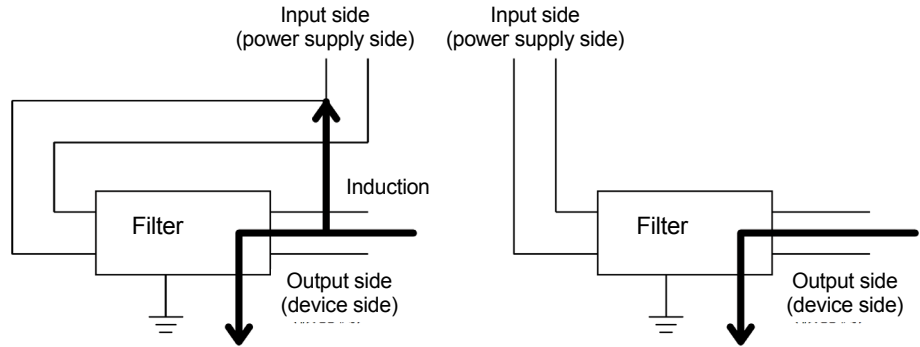 Input side
(power supply side)
Input side
(power supply side)
Induction
Filter
Output side
(device side)
Filter
Output side
(device side)